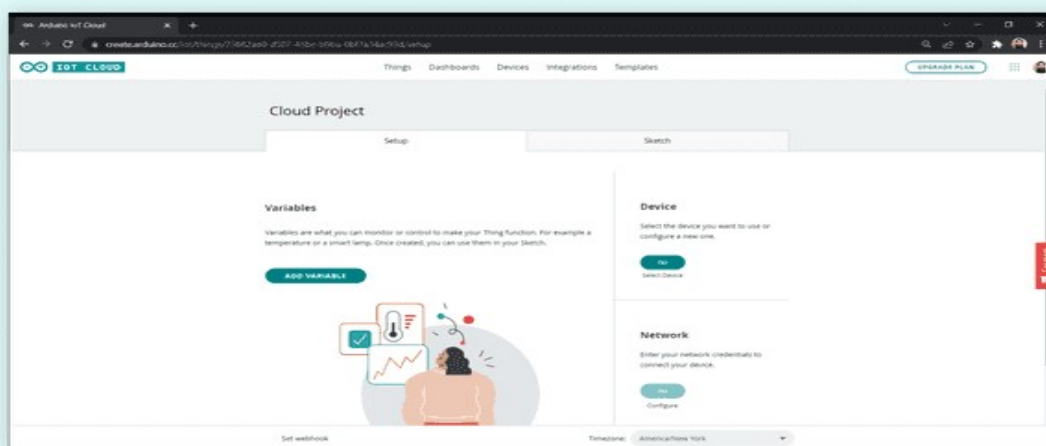 Arduino IoT Cloud
IOT CLOUD
Things Dashboards Devices Integrations Templates
UPGRADE PLAN
Cloud Project
Setup Sketch
Variables
Variables are what you can monitor or control to make your Thing function. For example a
temperature or a smart lamp. Once created, you can use them in your Sketch.
ADD VARIABLE
Device
Select the device you want to use or
configure a new one.
Select Device
Network
Enter your network credentials to
connect your device.
Configure
Set webhook
Timezone: America/New York